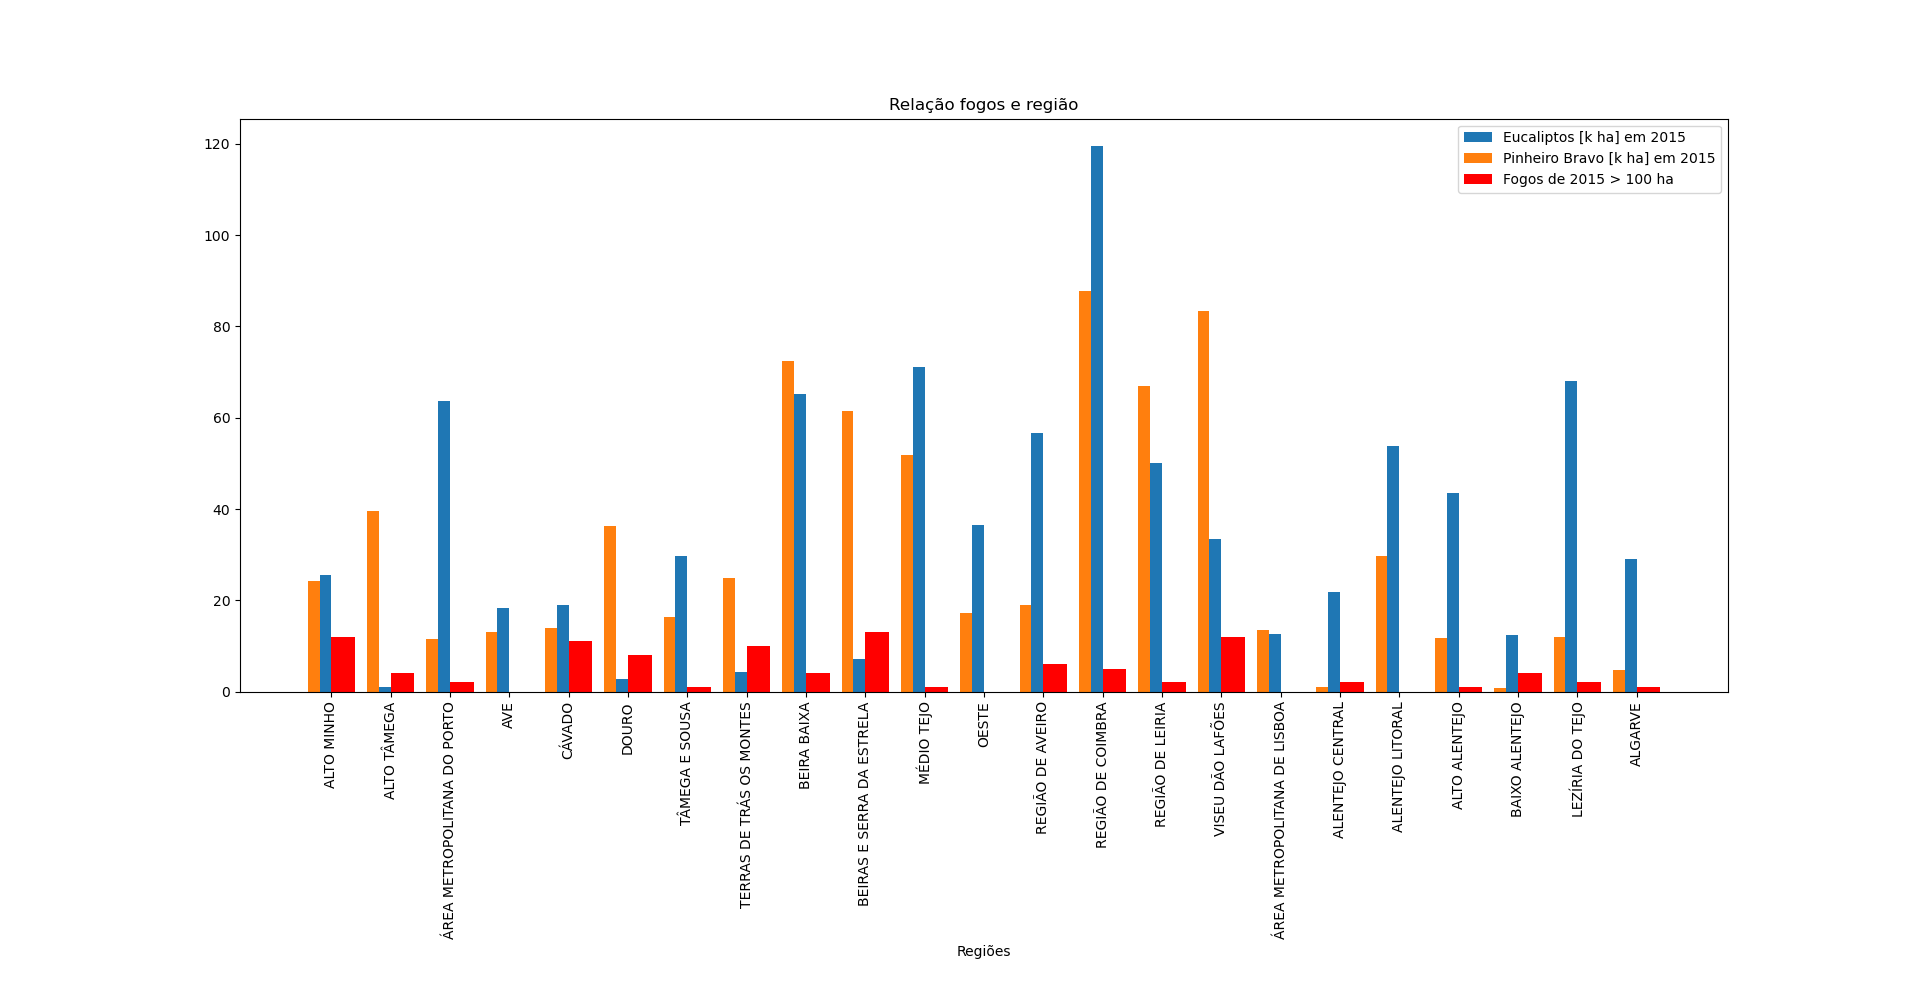 Relação fogos e região
Eucaliptos [k ha] em 2015
Pinheiro Bravo [k ha] em 2015
Fogos de 2015 > 100 ha
120
100
80
60
40
20
0
ALTO MINHO
ALTO TÂMEGA
ÁREA METROPOLITANA DO PORTO
AVE
CÁVADO
DOURO
TÂMEGA E SOUSA
TERRAS DE TRÁS OS MONTES
BEIRA BAIXA
BEIRAS E SERRA DA ESTRELA
MÉDIO TEJO
OESTE
REGIÃO DE AVEIRO
REGIÃO DE COIMBRA
REGIÃO DE LEIRIA
VISEU DÃO LAFÕES
ÁREA METROPOLITANA DE LISBOA
ALENTEJO CENTRAL
ALENTEJO LITORAL
ALTO ALENTEJO
BAIXO ALENTEJO
LEZÍRIA DO TEJO
ALGARVE
Regiões